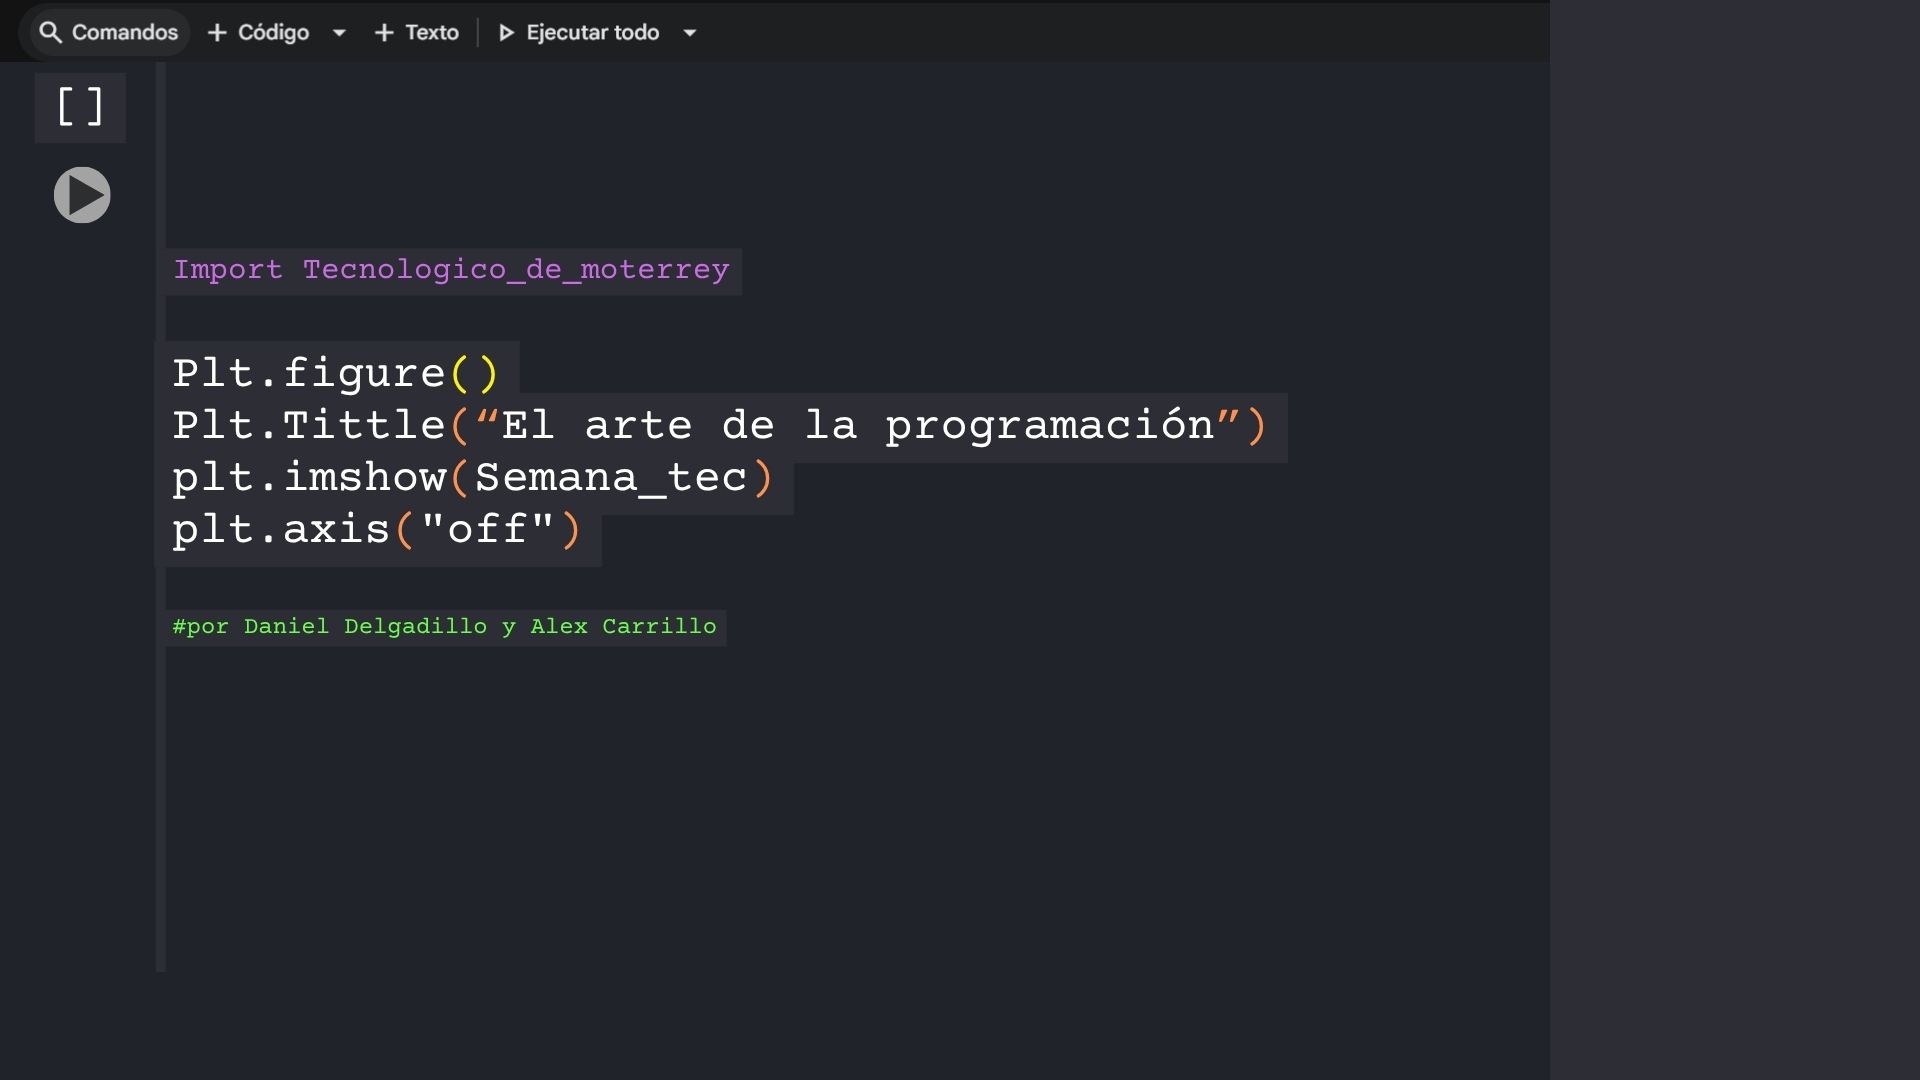 Comandos + Código + Texto Ejecutar todo
[ ]
Import Tecnologico_de_moterrey
Plt.figure()
Plt.Tittle(“El arte de la programación”)
plt.imshow(Semana_tec)
plt.axis("off")
#por Daniel Delgadillo y Alex Carrillo